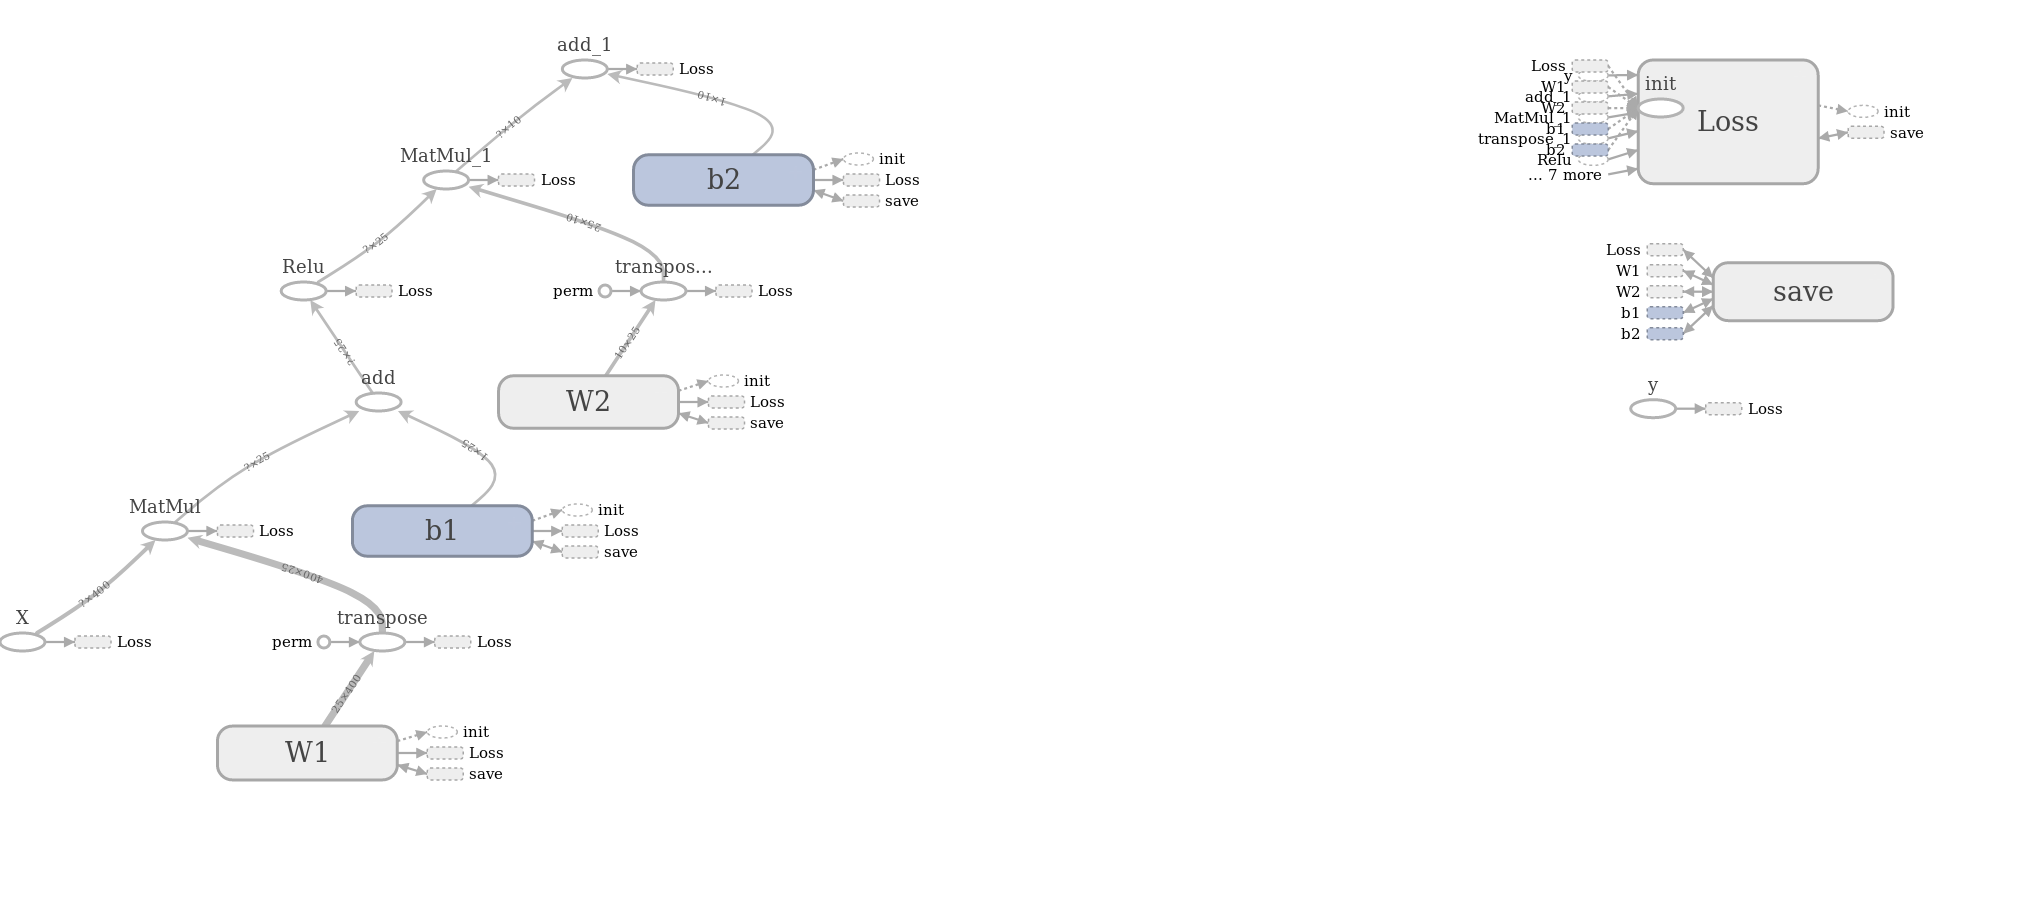 add_1
Loss
1×10
?×10
MatMul_1
Loss
b2
init
Loss
save
25×10
?×25
Relu
Loss
transpos...
perm
Loss
?×25
10×25
add
W2
init
Loss
save
1×25
?×25
MatMul
Loss
b1
init
Loss
save
400×25
?×400
X
Loss
transpose
perm
Loss
25×400
W1
init
Loss
save
Loss
y
W1
add_1
W2
MatMul_1
b1
transpose_1
b2
Relu
... 7 more
init
Loss
init
save
Loss
W1
W2
b1
b2
save
y
Loss